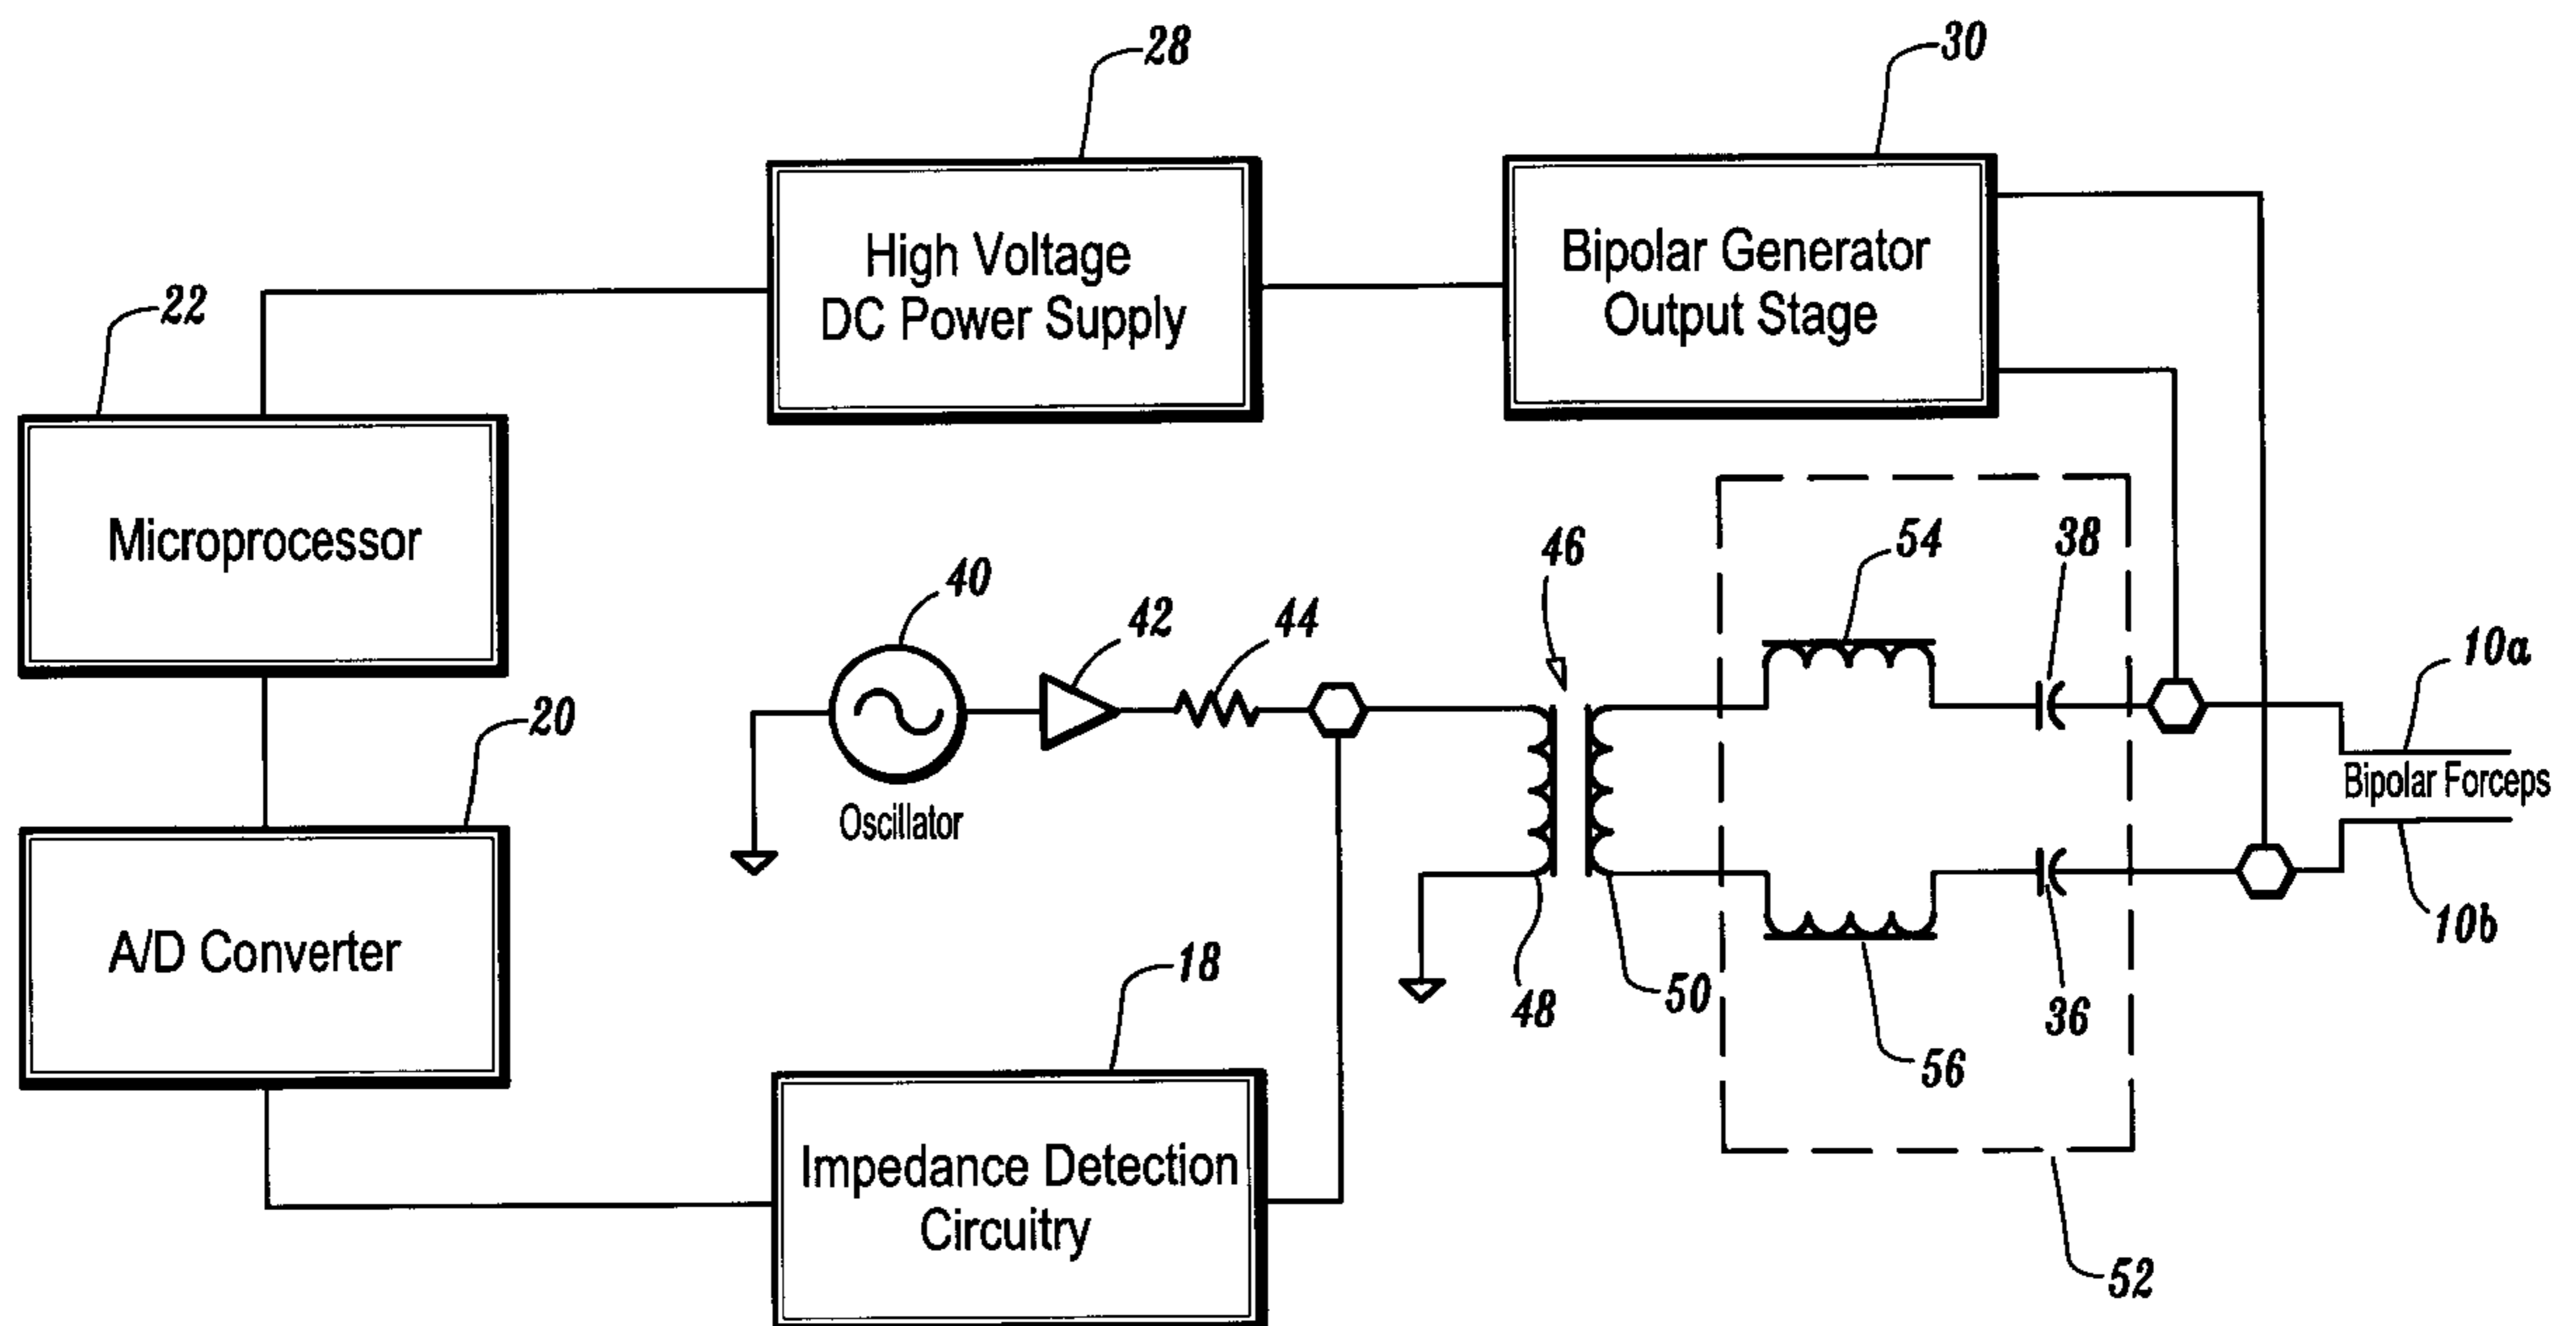 28
30
High Voltage
DC Power Supply
Bipolar Generator
Output Stage
22
Microprocessor
40
42
44
46
54
38
10a
Oscillator
Bipolar Forceps
20
A/D Converter
10b
18
48
50
36
56
Impedance Detection
Circuitry
52